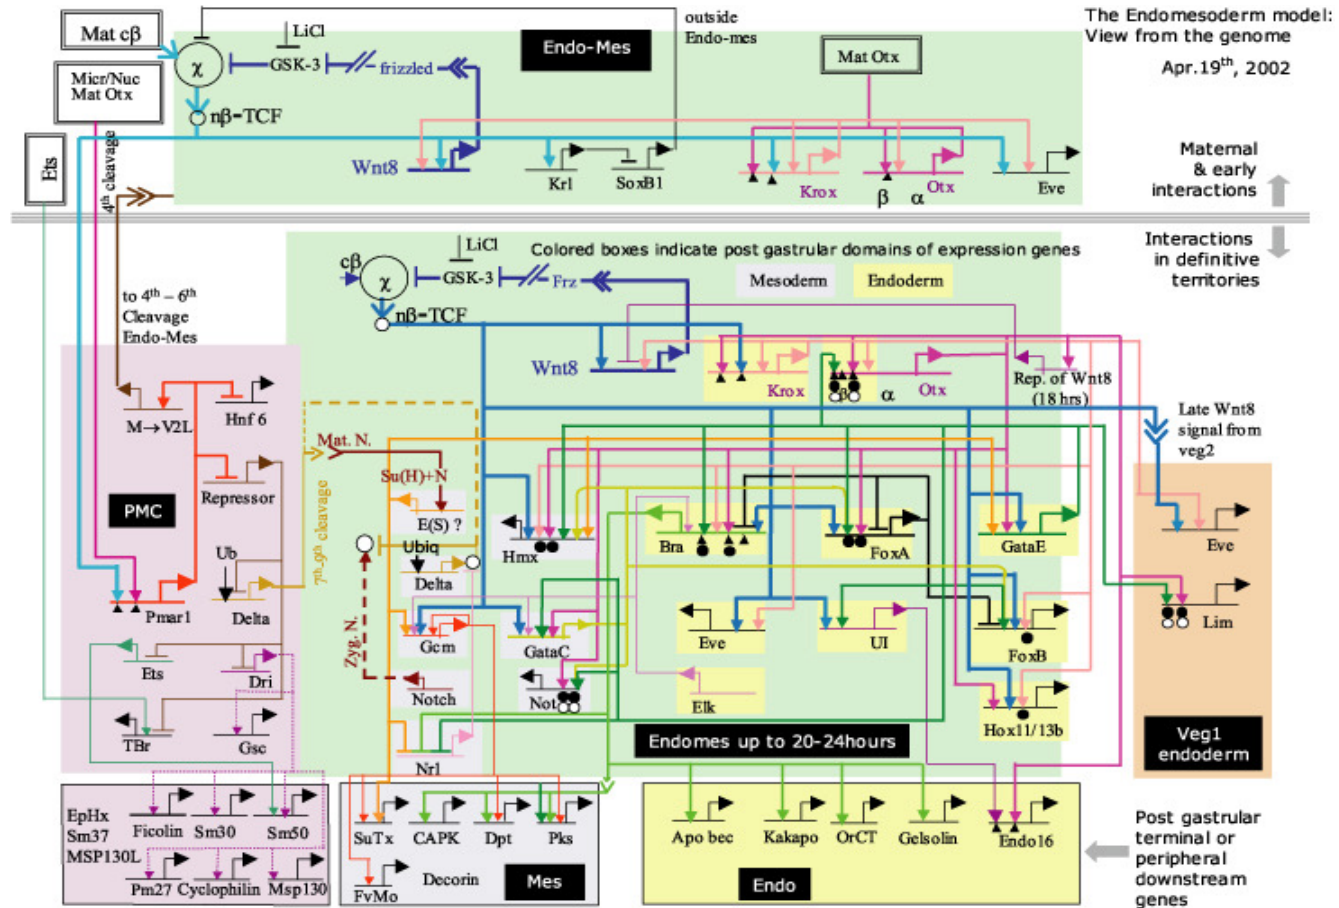 The Endomesoderm model:
View from the genome
Apr.19th, 2002
outside
Endo-mes
Mat cβ
LiCl
Endo-Mes
χ
GSK-3
frizzled
Mat Otx
Micr/Nuc
Mat Otx
nβ=TCF
Ets
4th cleavage
Wnt8
Krl
SoxB1
Krox
β
α
Otx
Eve
Maternal
& early
interactions
Interactions
in definitive
territories
LiCl
Colored boxes indicate post gastrular domains of expression genes
cβ
χ
GSK-3
Frz
Mesoderm
Endoderm
nβ=TCF
to 4th – 6th
Cleavage
Endo-Mes
Wnt8
Krox
β
α
Otx
Rep. of Wnt8
(18 hrs)
M→V2L
Hnf 6
Late Wnt8
signal from
veg2
Mat. N.
Su(H)+N
Repressor
PMC
7th-9th cleavage
E(S) ?
Hmx
Bra
FoxA
GataE
Eve
Ub
Ubiq
Delta
Pmar1
Delta
Lim
Zyg. N.
Gcm
GataC
Eve
UI
FoxB
Ets
Dri
Notch
Not
Elk
Hox11/13b
TBr
Gsc
Nrl
Endomes up to 20-24hours
Veg1
endoderm
EpHx
Sm37
MSP130L
Ficolin
Sm30
Sm50
Pm27
Cyclophilin
Msp130
SuTx
CAPK
Dpt
Pks
FvMo
Decorin
Mes
Apo bec
Kakapo
OrCT
Gelsolin
Endo16
Endo
Post gastrular
terminal or
peripheral
downstream
genes